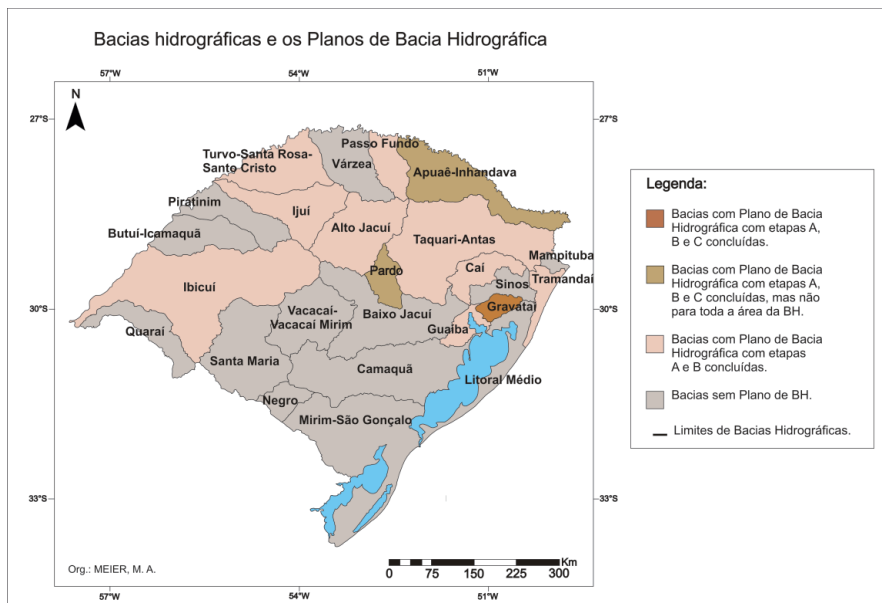 Bacias hidrográficas e os Planos de Bacia Hidrográfica
57°W
54°W
51°W
27°S
27°S
N
Passo Fundo
Turvo-Santa Rosa-
Santo Cristo
Várzea
Apuaê-Inhandava
Piratinim
Ijuí
Butuí-Icamaquã
Alto Jacuí
Taquari-Antas
Mampituba
Caí
Pardo
Sinos
Tramandaí
Ibicuí
30°S
30°S
Gravataí
Vacacaí-
Vacacaí Mirim
Baixo Jacuí
Quaraí
Guaiba
Santa Maria
Camaquã
Litoral Médio
Negro
Mirim-São Gonçalo
33°S
33°S
Org.: MEIER, M. A.
Km
0 75 150 225 300
57°W
54°W
51°W
Legenda:
Bacias com Plano de Bacia
Hidrográfica com etapas A,
B e C concluídas.
Bacias com Plano de Bacia
Hidrográfica com etapas A,
B e C concluídas, mas não
para toda a área da BH.
Bacias com Plano de Bacia
Hidrográfica com etapas
A e B concluídas.
Bacias sem Plano de BH.
Limites de Bacias Hidrográficas.